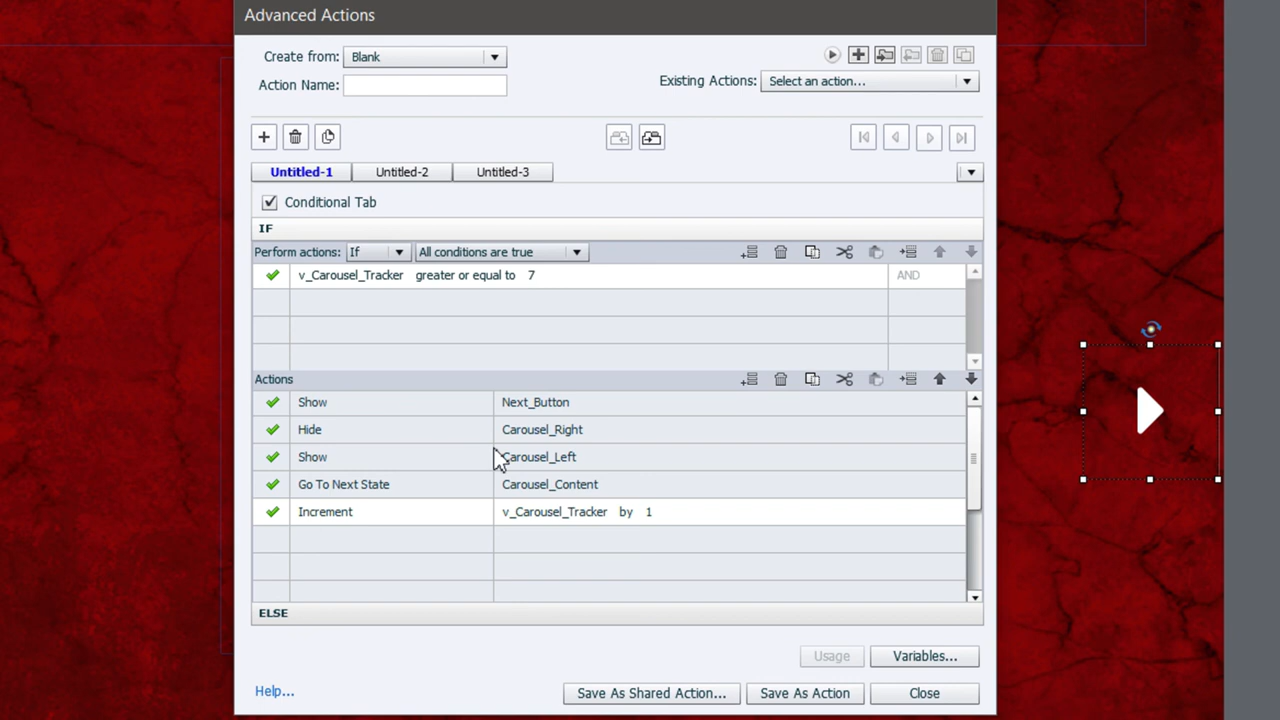 Advanced Actions
Create from: Blank
Action Name:
Existing Actions: Select an action...
Untitled-1 Untitled-2 Untitled-3
Conditional Tab
IF
Perform actions: If All conditions are true
v_Carousel_Tracker greater or equal to 7 AND
Actions
Show Next_Button
Hide Carousel_Right
Show Carousel_Left
Go To Next State Carousel_Content
Increment v_Carousel_Tracker by 1
ELSE
Usage Variables...
Help... Save As Shared Action... Save As Action Close